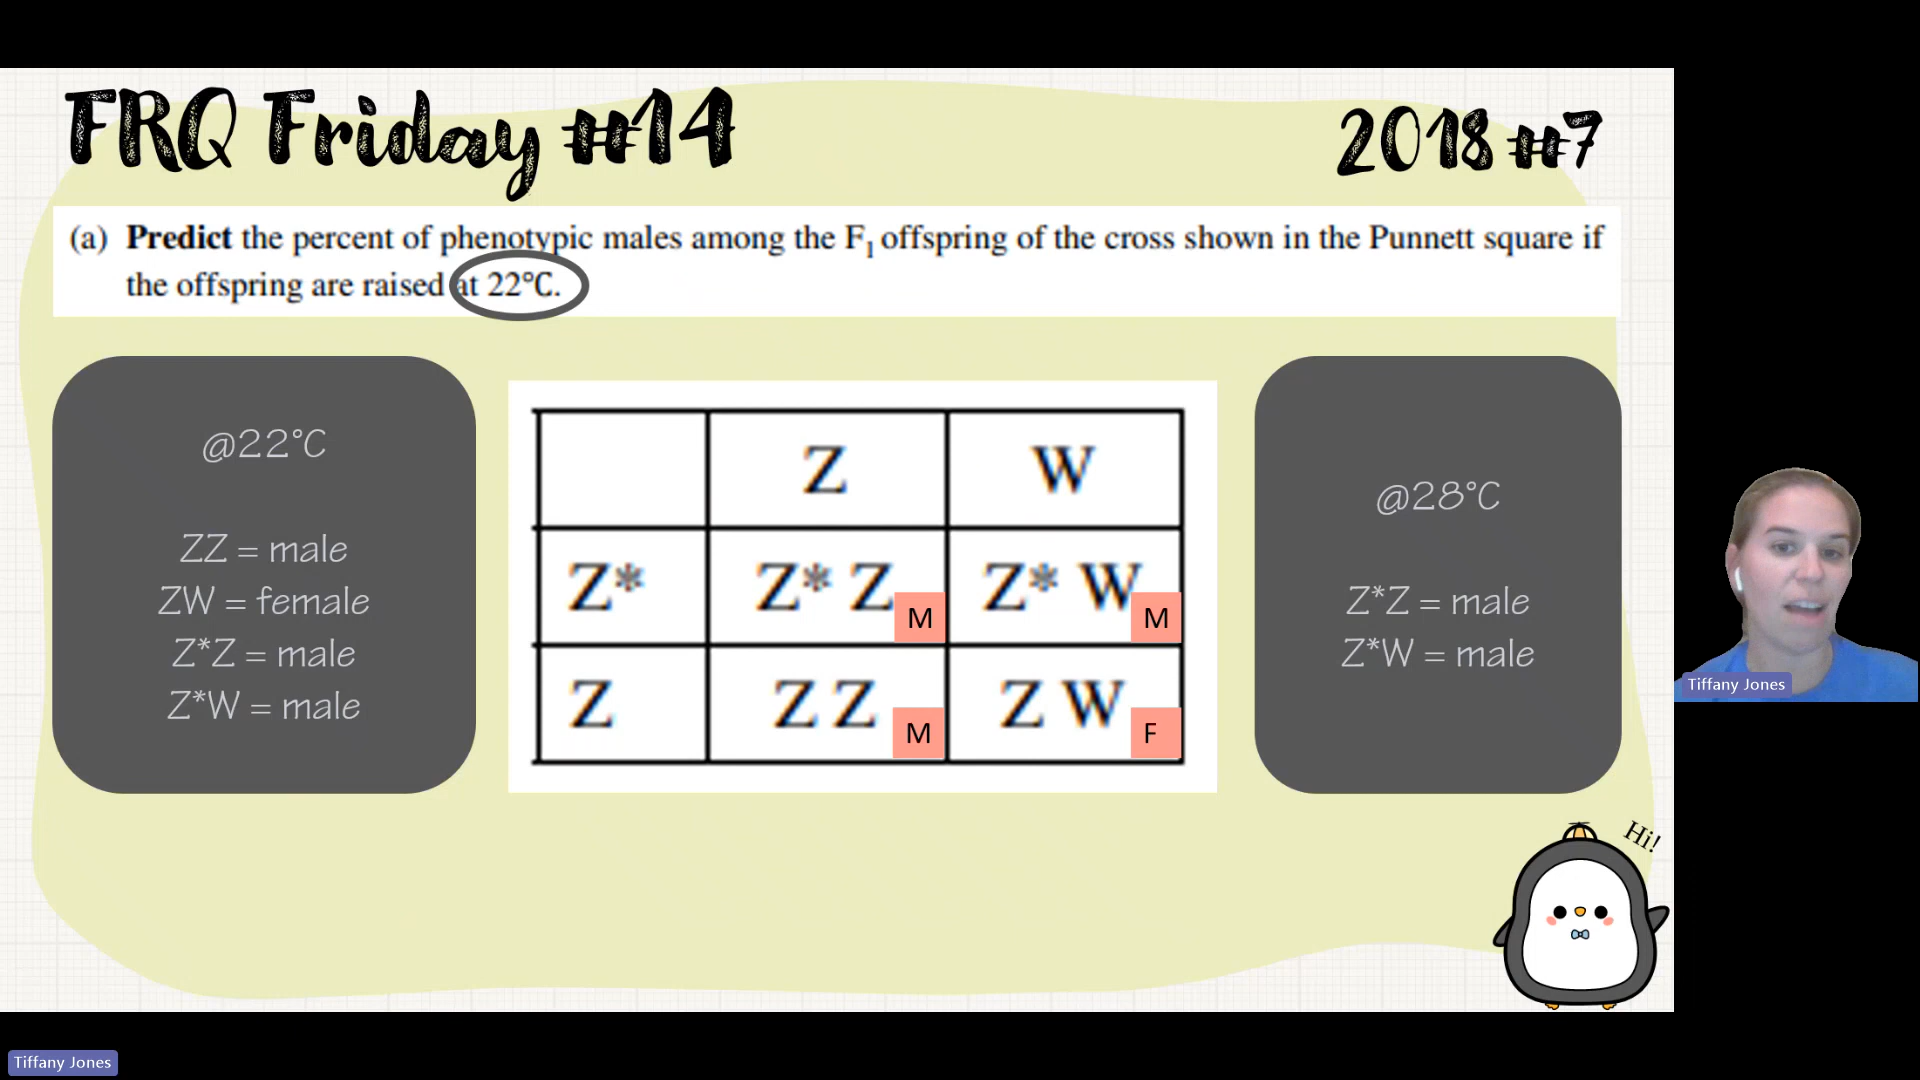 FRQ Friday #14
2018 #7
(a) Predict the percent of phenotypic males among the F1 offspring of the cross shown in the Punnett square if
the offspring are raised at 22°C.
@22°C
ZZ = male
ZW = female
Z*Z = male
Z*W = male
Z W
Z* Z* Z M Z* W M
Z Z Z M Z W F
@28°C
Z*Z = male
Z*W = male
Hi!
Tiffany Jones
Tiffany Jones